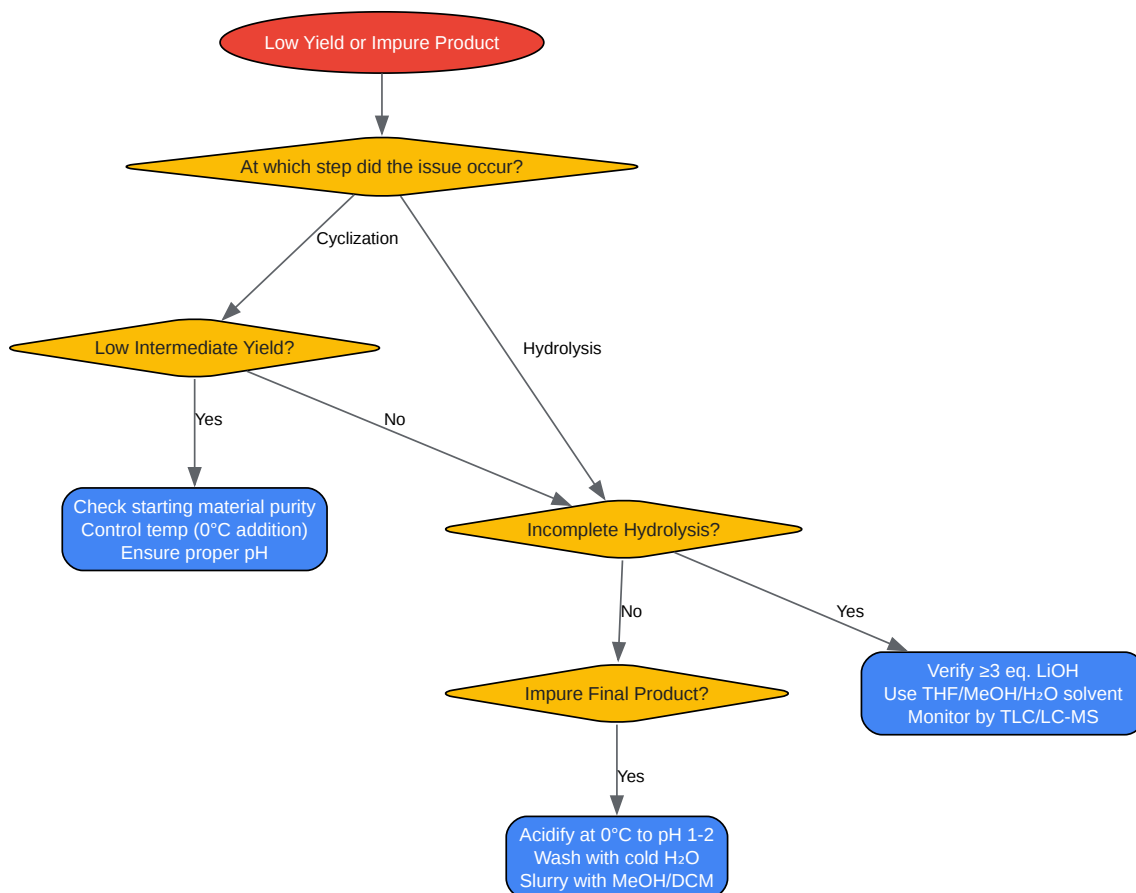 Low Yield or Impure Product
At which step did the issue occur?
Cyclization
Low Intermediate Yield?
Hydrolysis
Yes
No
Check starting material purity
Control temp (0°C addition)
Ensure proper pH
Incomplete Hydrolysis?
No
Yes
Impure Final Product?
Verify ≥3 eq. LiOH
Use THF/MeOH/H₂O solvent
Monitor by TLC/LC-MS
Yes
Acidify at 0°C to pH 1-2
Wash with cold H₂O
Slurry with MeOH/DCM